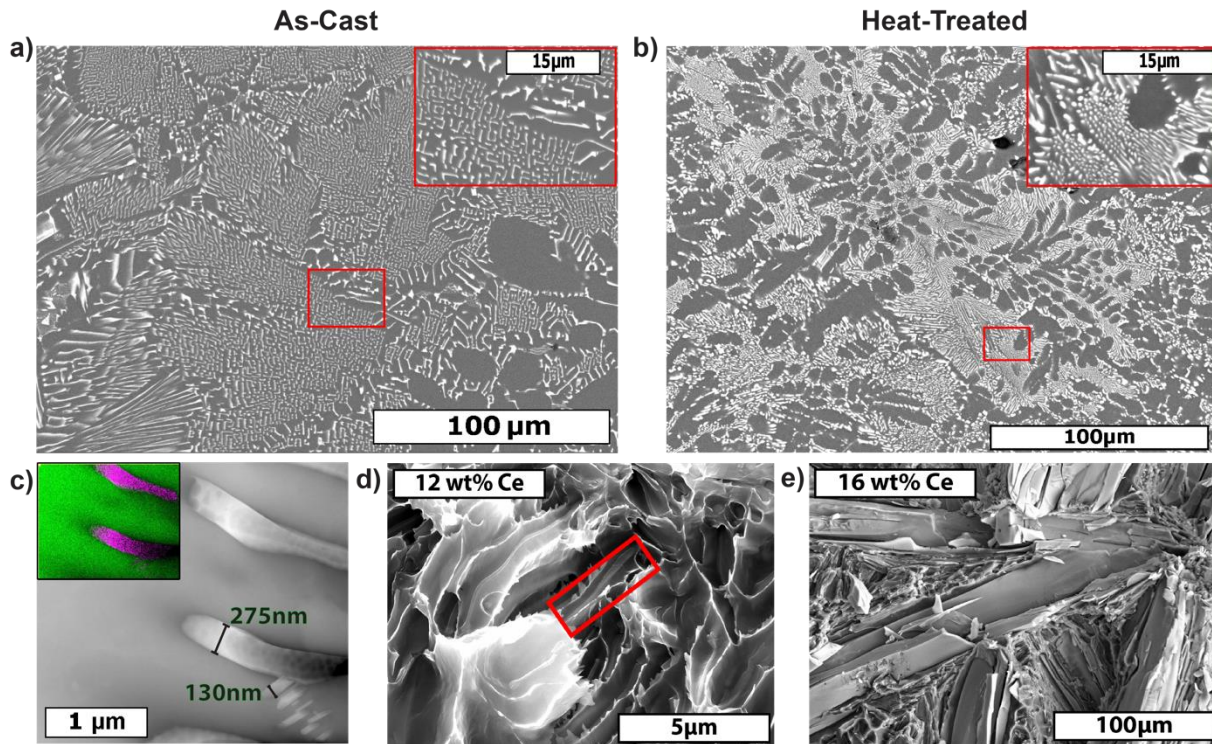 As-Cast
Heat-Treated
a)
15µm
100 µm
b)
15µm
100µm
c)
275nm
130nm
1 µm
d)
12 wt% Ce
5µm
e)
16 wt% Ce
100µm